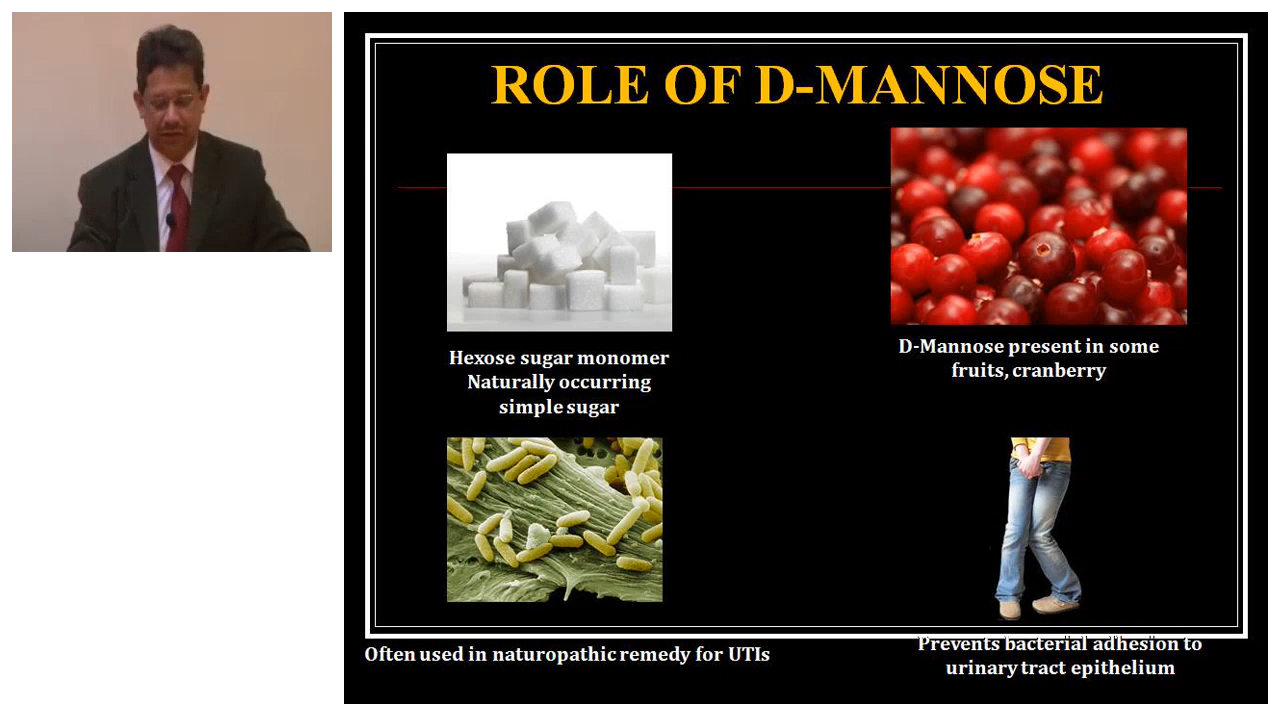 ROLE OF D-MANNOSE
Hexose sugar monomer
Naturally occurring
simple sugar
D-Mannose present in some
fruits, cranberry
Often used in naturopathic remedy for UTIs
Prevents bacterial adhesion to
urinary tract epithelium